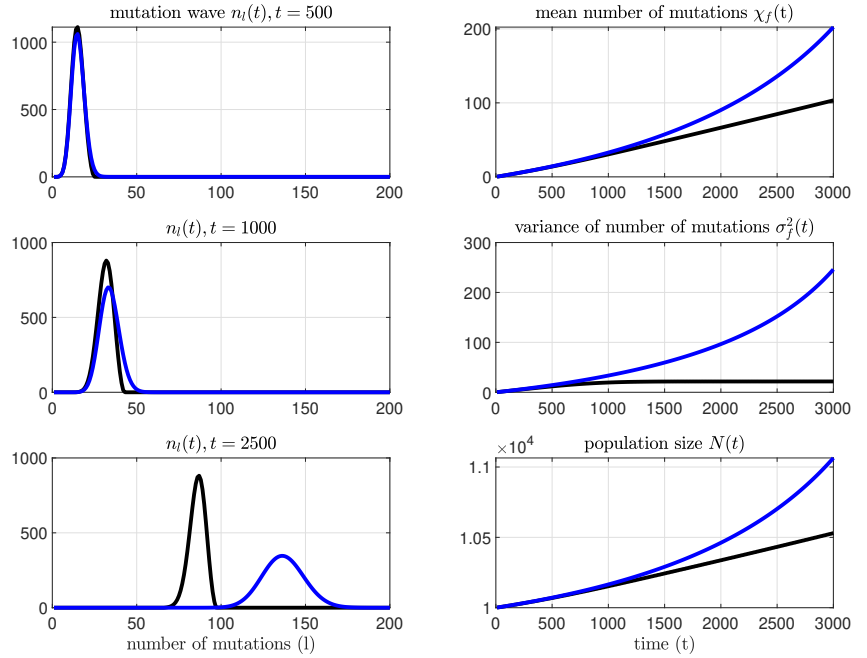 mutation wave n_l(t), t = 500
1000
500
0
0 50 100 150 200
mean number of mutations χ_f(t)
200
100
0
0 500 1000 1500 2000 2500 3000
n_l(t), t = 1000
1000
500
0
0 50 100 150 200
variance of number of mutations σ_f^2(t)
300
200
100
0
0 500 1000 1500 2000 2500 3000
n_l(t), t = 2500
1000
500
0
0 50 100 150 200
number of mutations (l)
population size N(t)
×10^4
1.1
1.05
1
0 500 1000 1500 2000 2500 3000
time (t)